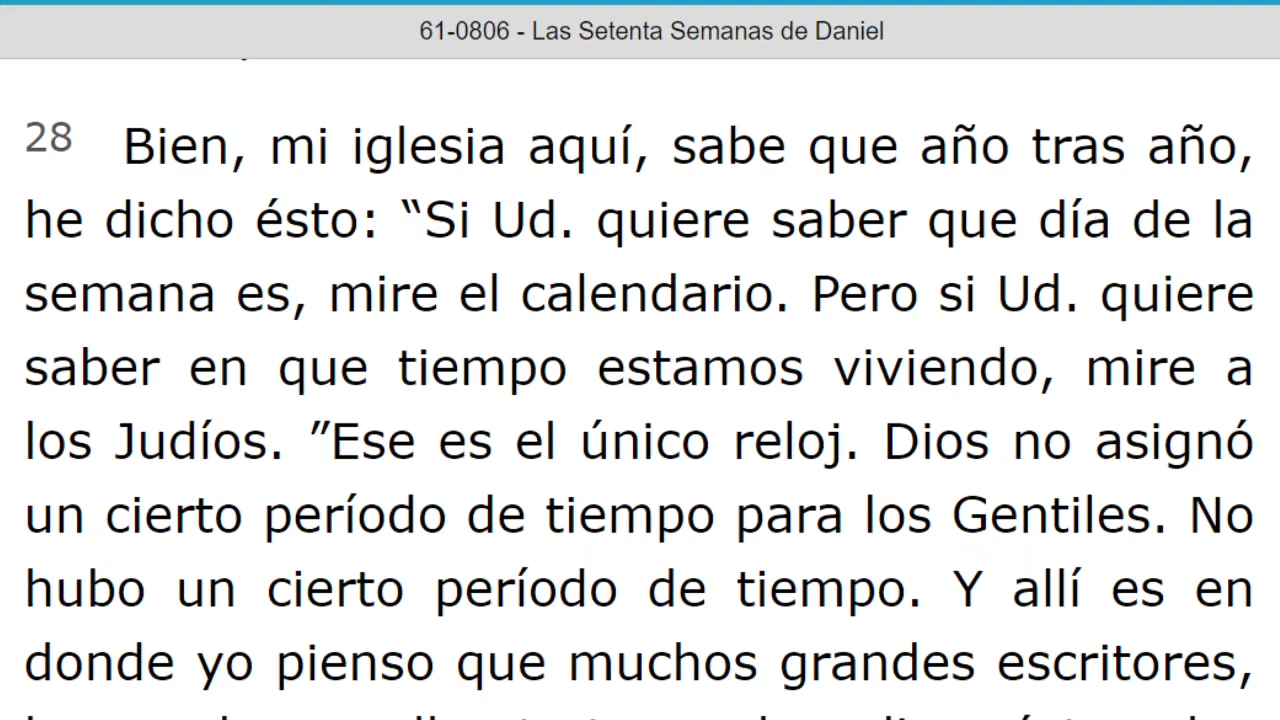 61-0806 - Las Setenta Semanas de Daniel
28 Bien, mi iglesia aquí, sabe que año tras año,
he dicho ésto: “Si Ud. quiere saber que día de la
semana es, mire el calendario. Pero si Ud. quiere
saber en que tiempo estamos viviendo, mire a
los Judíos. ”Ese es el único reloj. Dios no asignó
un cierto período de tiempo para los Gentiles. No
hubo un cierto período de tiempo. Y allí es en
donde yo pienso que muchos grandes escritores,